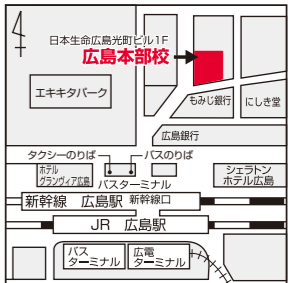 日本生命広島光町ビル1F
広島本部校
エキキタパーク
もみじ銀行
にしき堂
広島銀行
タクシーのりば
バスのりば
ホテル
グランヴィア広島
バスターミナル
シェラトン
ホテル広島
新幹線 広島駅 新幹線口
JR 広島駅
バス
ターミナル
広電
ターミナル